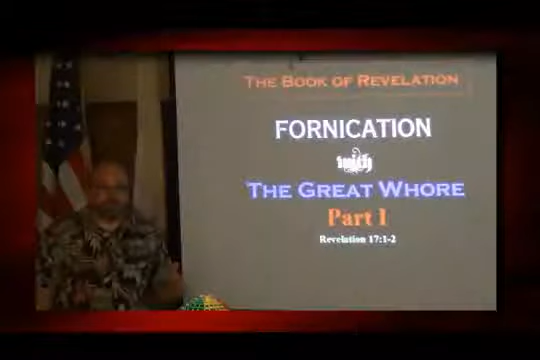 THE BOOK OF REVELATION
FORNICATION
with
THE GREAT WHORE
Part I
Revelation 17:1-2